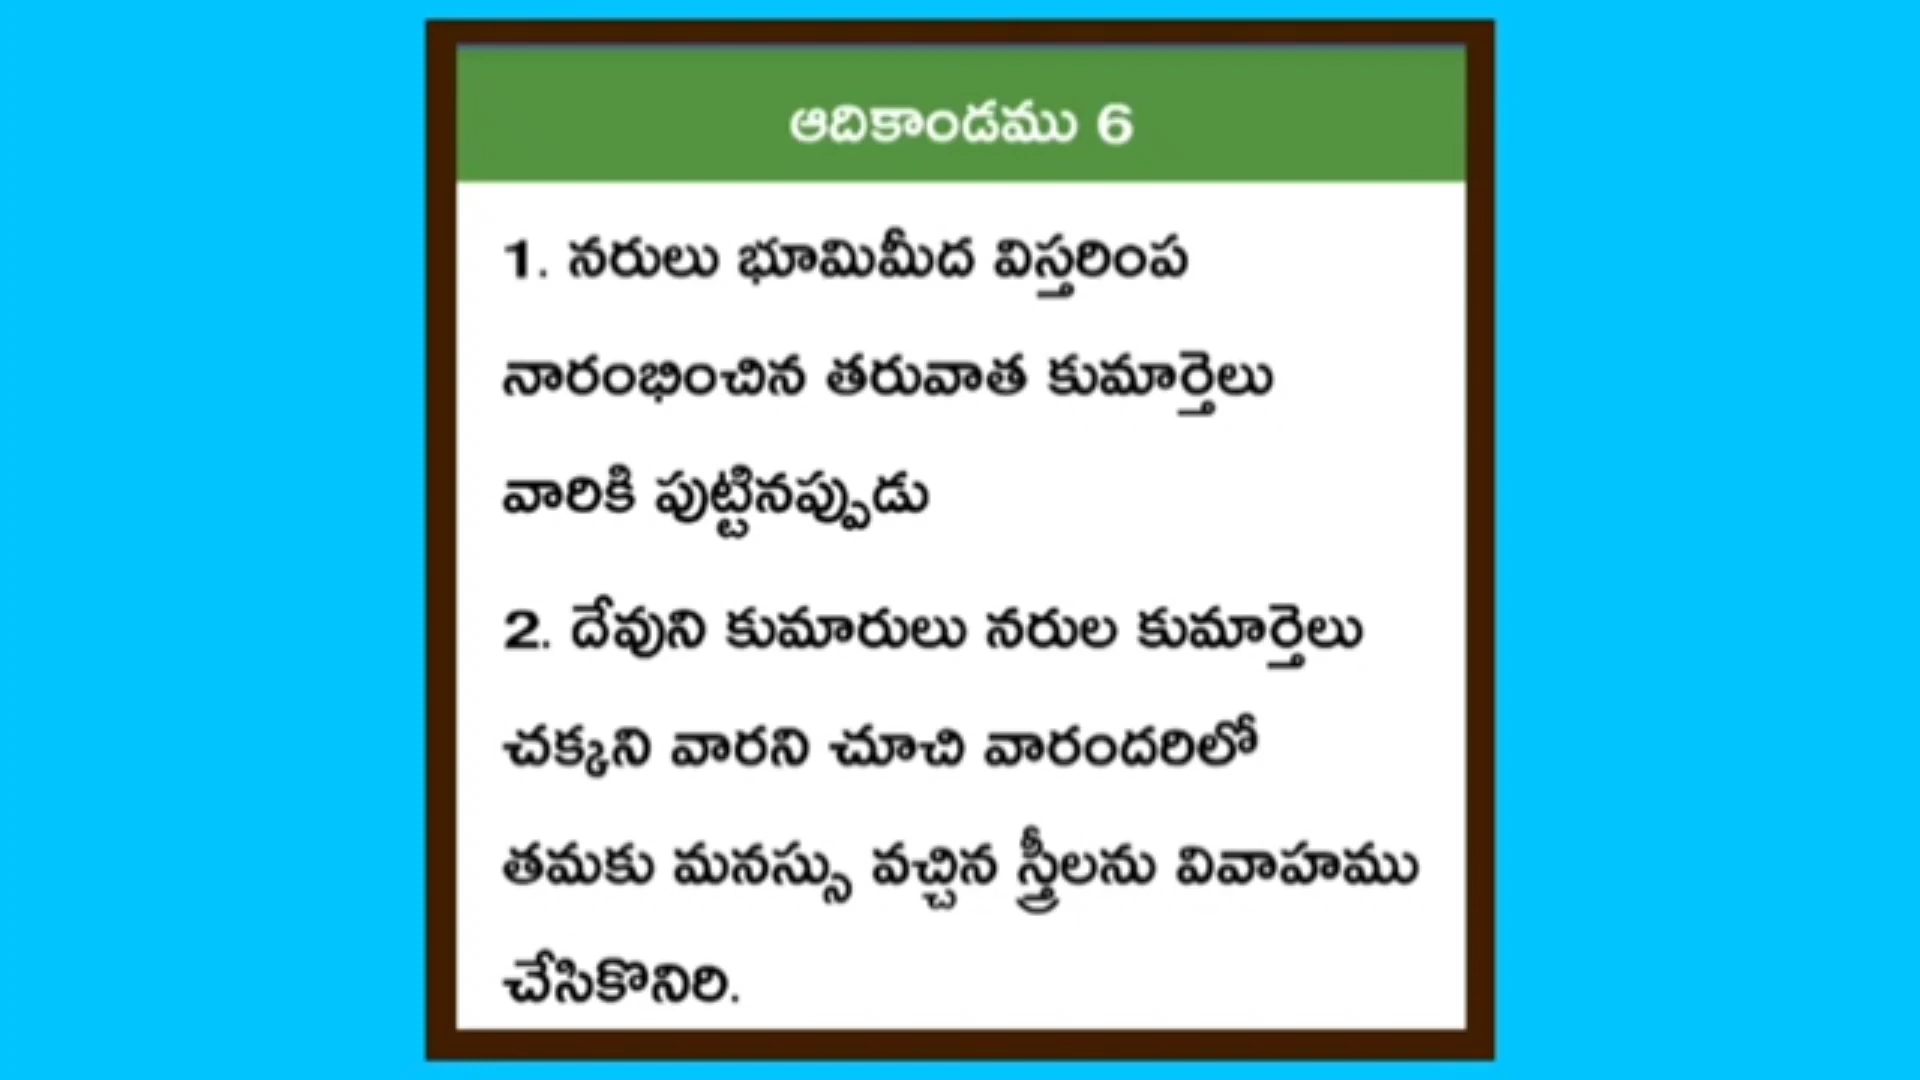 ఆదికాండము 6
1. నరులు భూమిమీద విస్తరింప
నారంభించిన తరువాత కుమార్తెలు
వారికి పుట్టినప్పుడు
2. దేవుని కుమారులు నరుల కుమార్తెలు
చక్కని వారని చూచి వారందరిలో
తమకు మనస్సు వచ్చిన స్త్రీలను వివాహము
చేసికొనిరి.